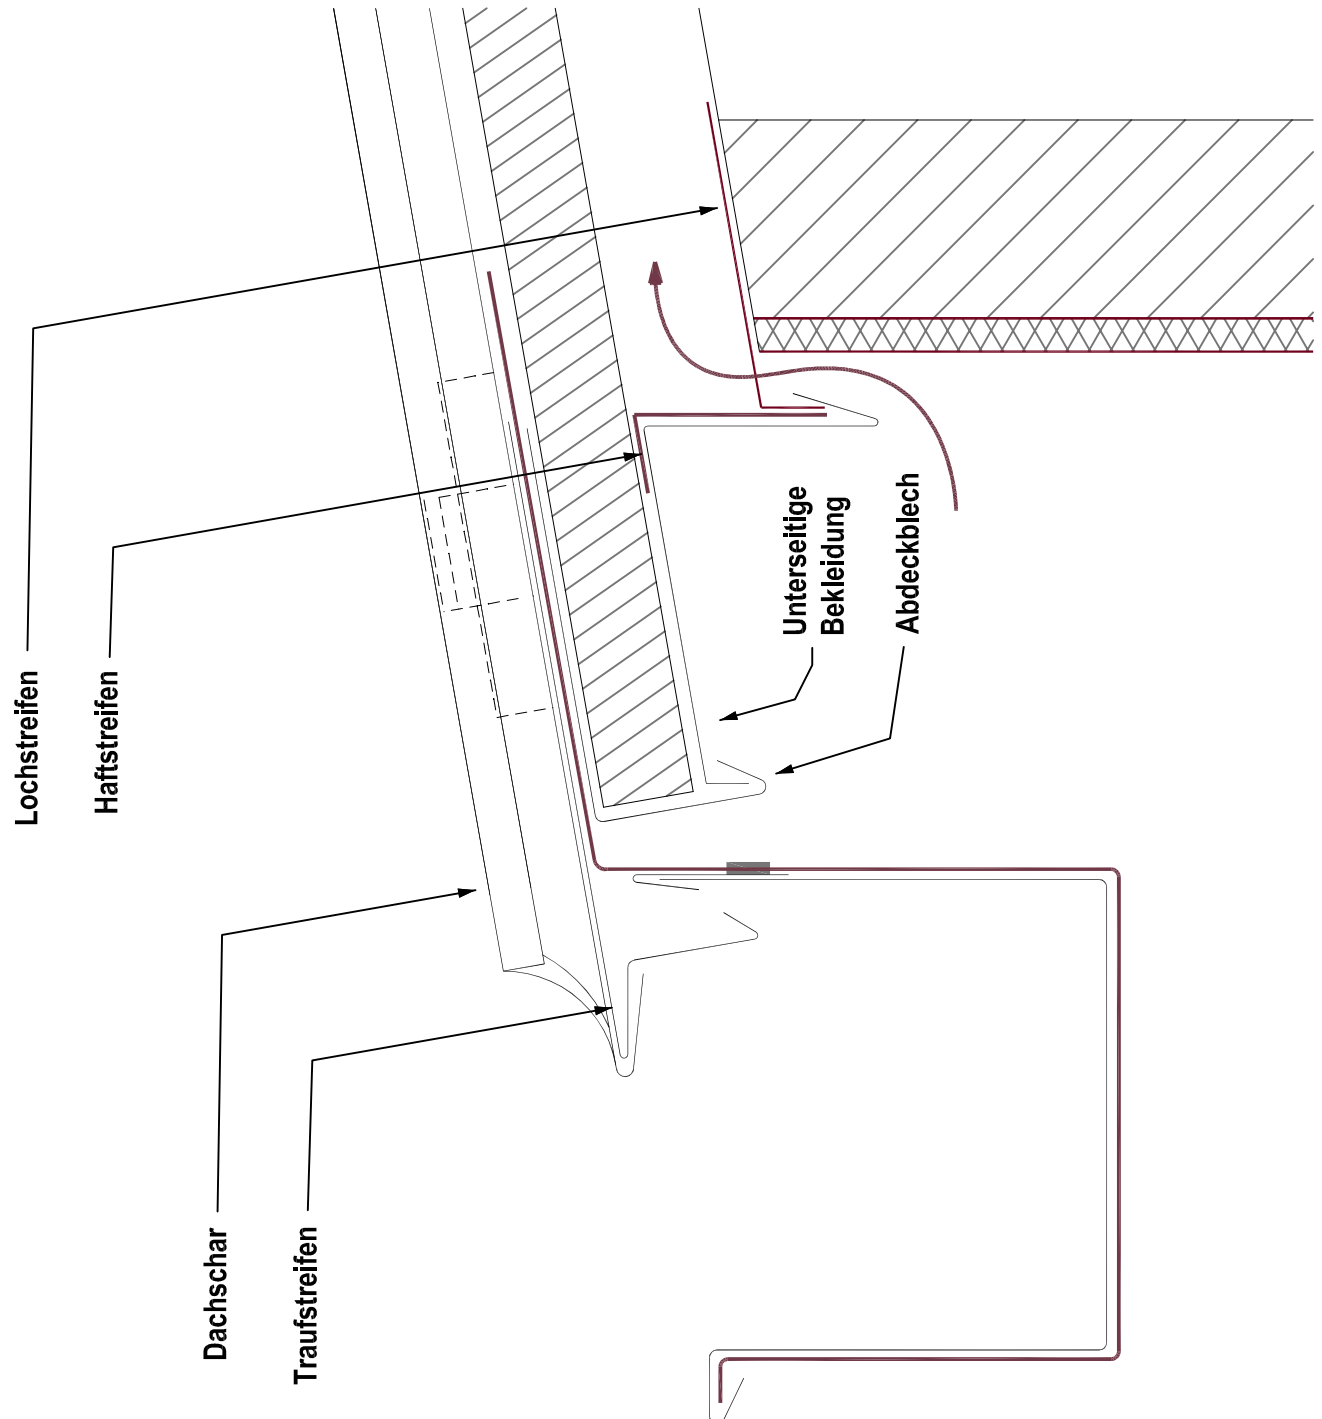 Lochstreifen
Haftstreifen
Dachschar
Traufstreifen
Unterseitige
Bekleidung
Abdeckblech